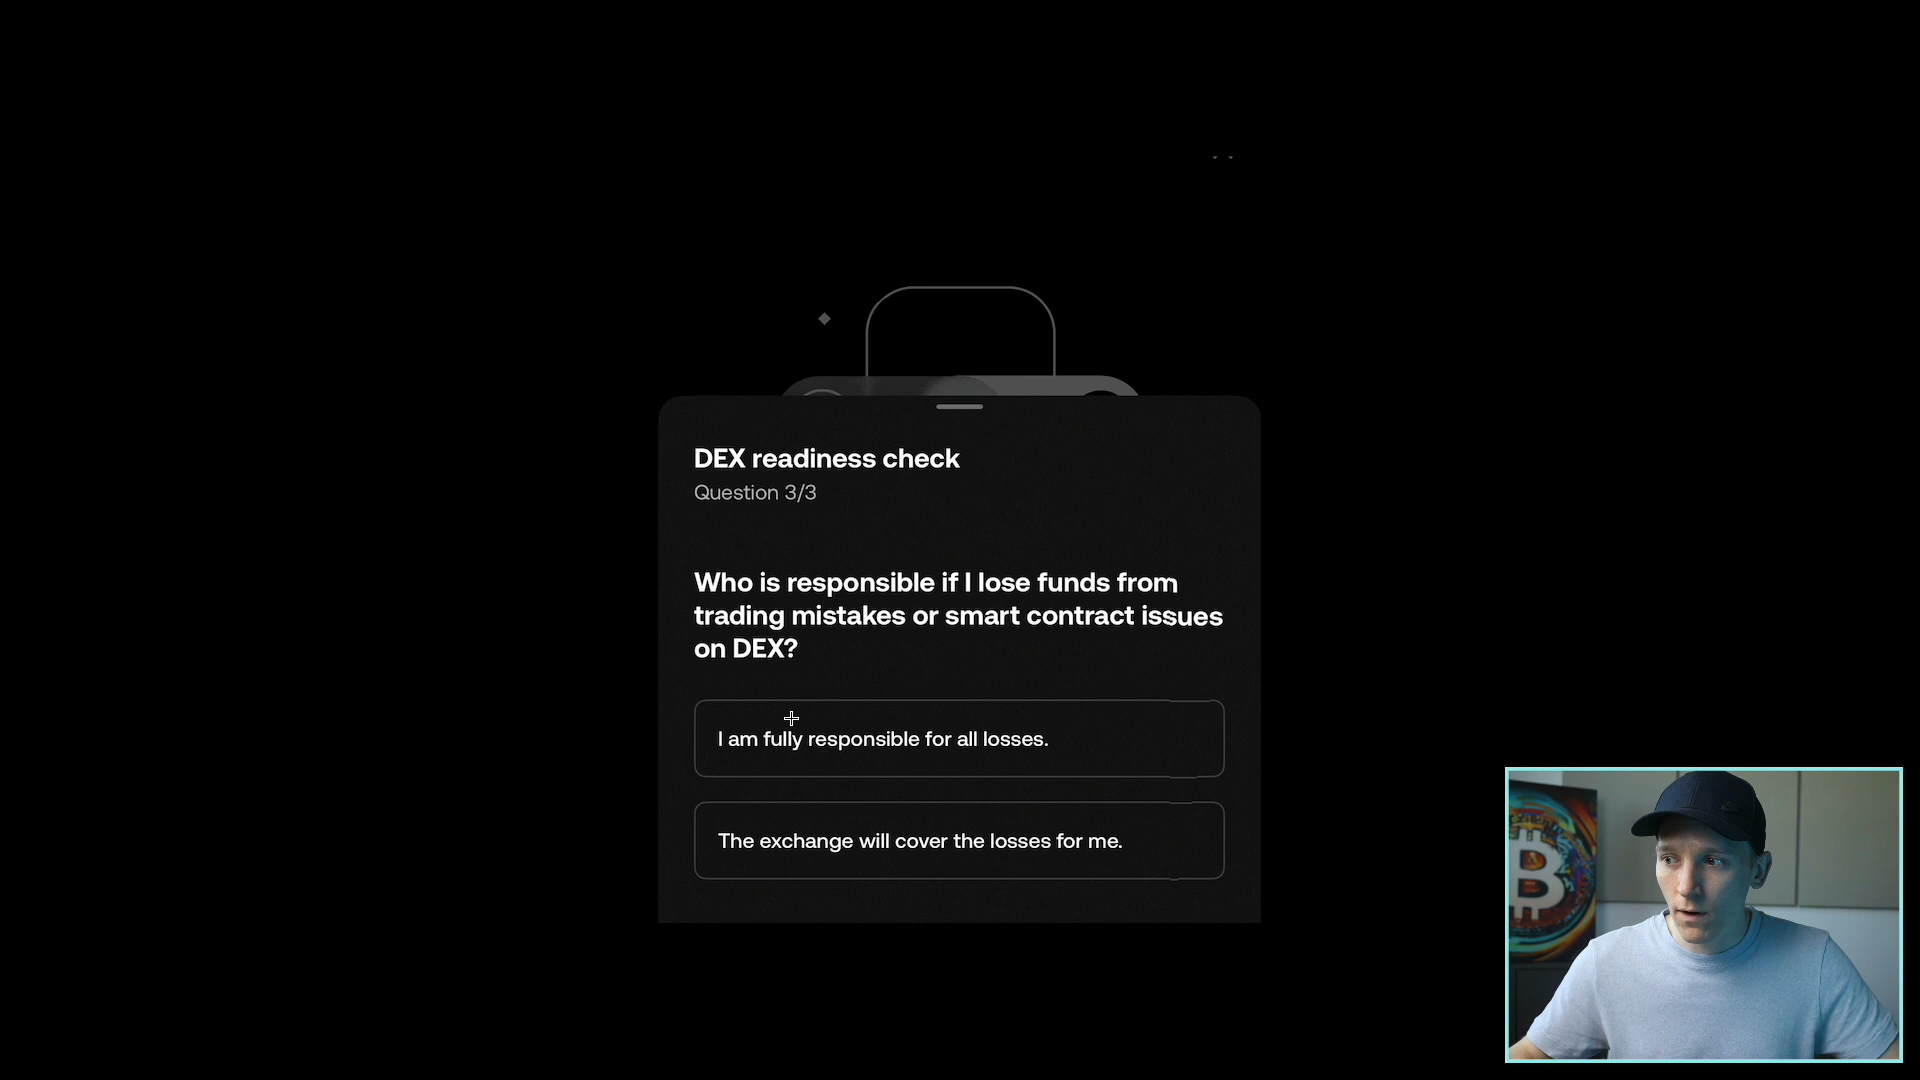 DEX readiness check
Question 3/3
Who is responsible if I lose funds from
trading mistakes or smart contract issues
on DEX?
I am fully responsible for all losses.
The exchange will cover the losses for me.